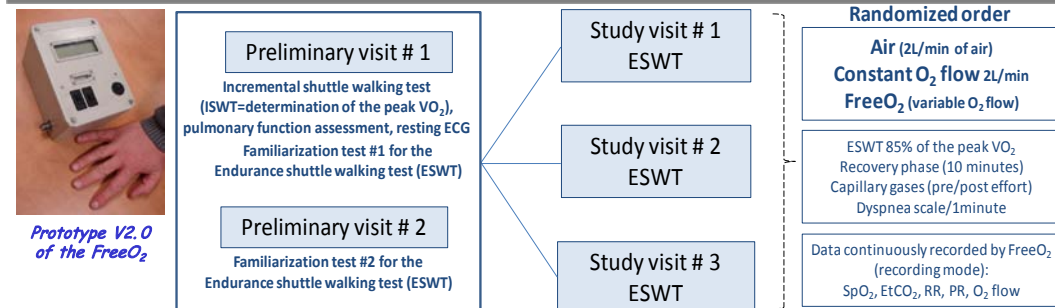 Prototype V2.0
of the FreeO₂
Preliminary visit # 1
Incremental shuttle walking test
(ISWT=determination of the peak VO₂),
pulmonary function assessment, resting ECG
Familiarization test #1 for the
Endurance shuttle walking test (ESWT)
Preliminary visit # 2
Familiarization test #2 for the
Endurance shuttle walking test (ESWT)
Study visit # 1
ESWT
Study visit # 2
ESWT
Study visit # 3
ESWT
Randomized order
Air (2L/min of air)
Constant O₂ flow 2L/min
FreeO₂ (variable O₂ flow)
ESWT 85% of the peak VO₂
Recovery phase (10 minutes)
Capillary gases (pre/post effort)
Dyspnea scale/1minute
Data continuously recorded by FreeO₂
(recording mode):
SpO₂, EtCO₂, RR, PR, O₂ flow